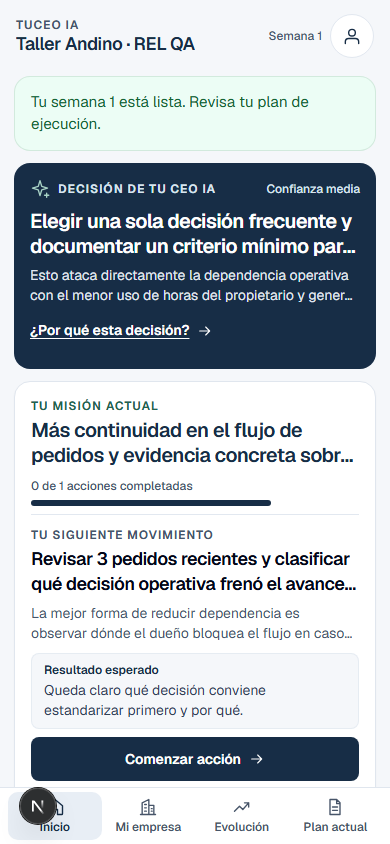 TUCEO IA
Taller Andino · REL QA
Semana 1
Tu semana 1 está lista. Revisa tu plan de
ejecución.
DECISIÓN DE TU CEO IA
Confianza media
Elegir una sola decisión frecuente y
documentar un criterio mínimo par...
Esto ataca directamente la dependencia operativa
con el menor uso de horas del propietario y gener...
¿Por qué esta decisión? →
TU MISIÓN ACTUAL
Más continuidad en el flujo de
pedidos y evidencia concreta sobr...
0 de 1 acciones completadas
TU SIGUIENTE MOVIMIENTO
Revisar 3 pedidos recientes y clasificar
qué decisión operativa frenó el avance...
La mejor forma de reducir dependencia es
observar dónde el dueño bloquea el flujo en caso...
Resultado esperado
Queda claro qué decisión conviene
estandarizar primero y por qué.
Comenzar acción →
N
Inicio
Mi empresa
Evolución
Plan actual